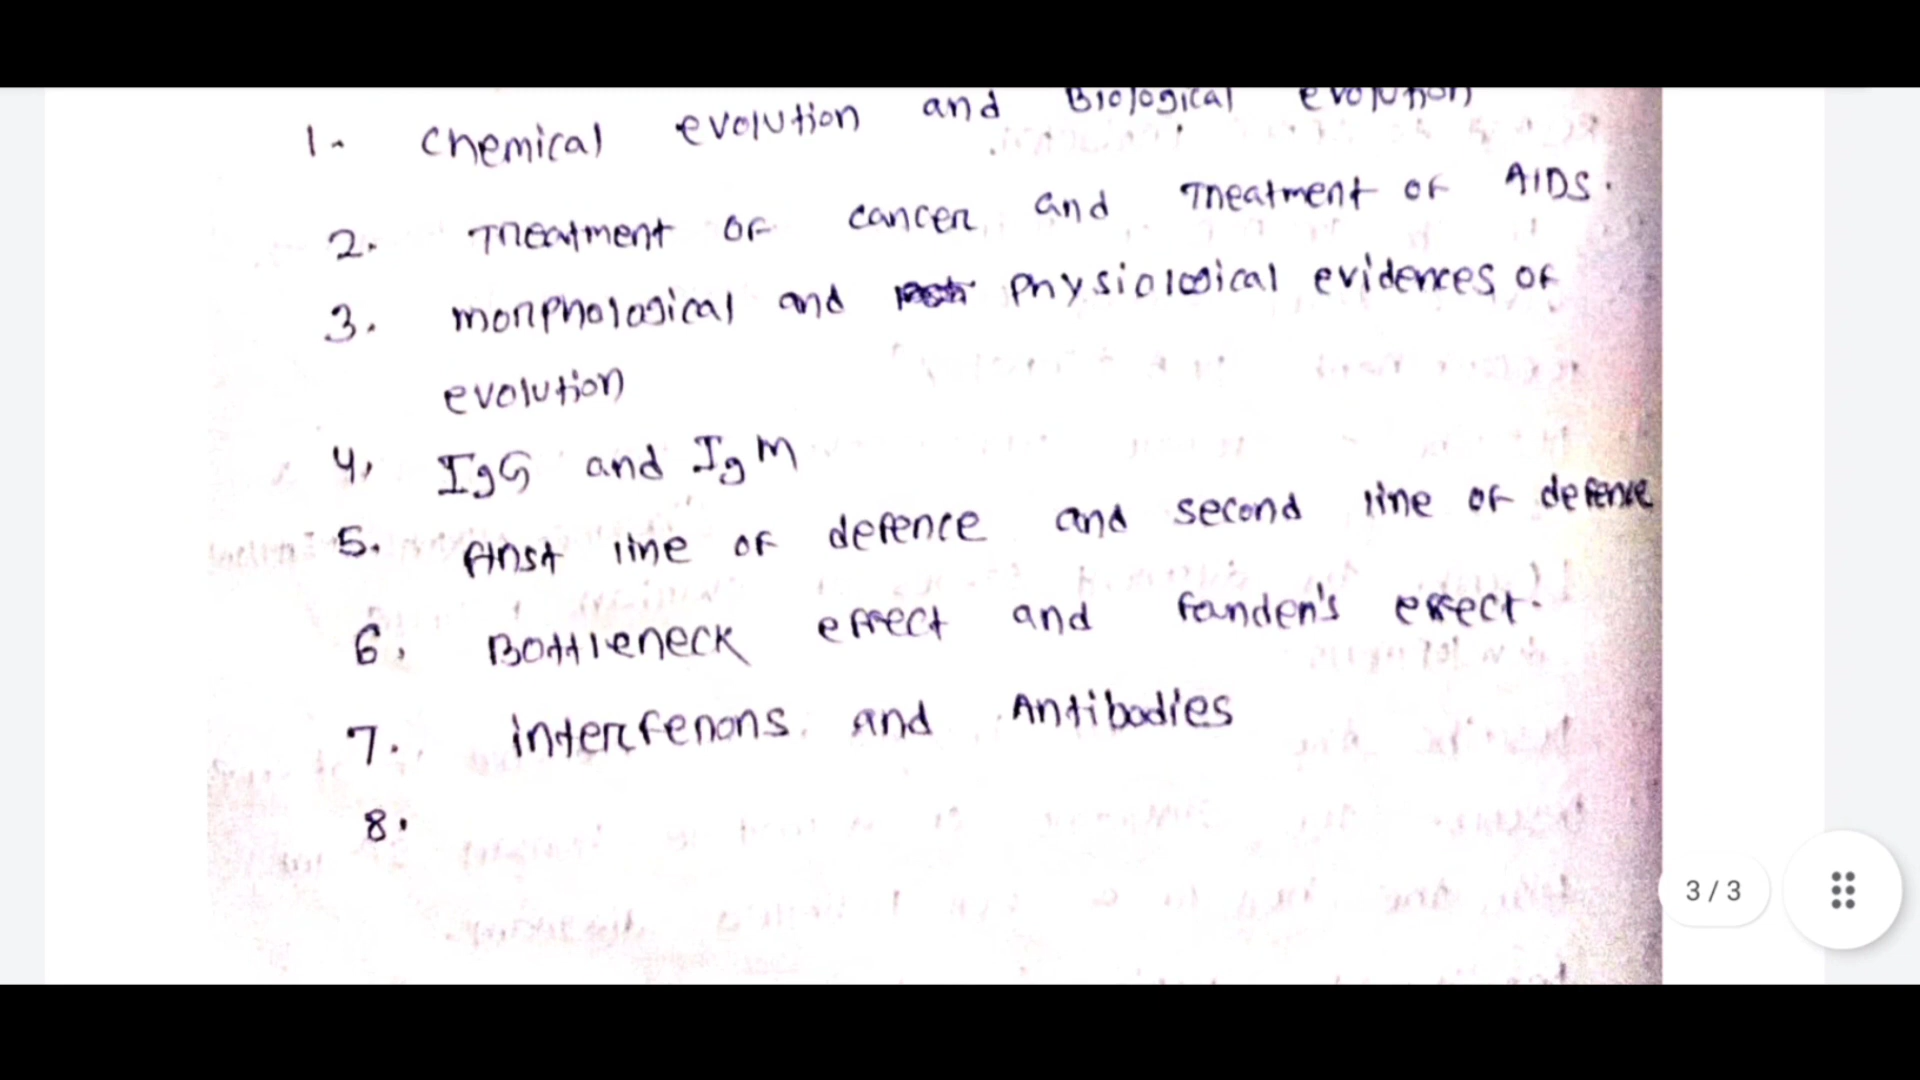 1. Chemical evolution and Biological evolution
2. Treatment of cancer and Treatment of AIDS.
3. morphological and physiological evidences of
evolution
4, IgG and IgM
5. first line of defence and second line of defence
6. Bottleneck effect and founder's effect.
7. interferons and Antibodies
8.
3 / 3